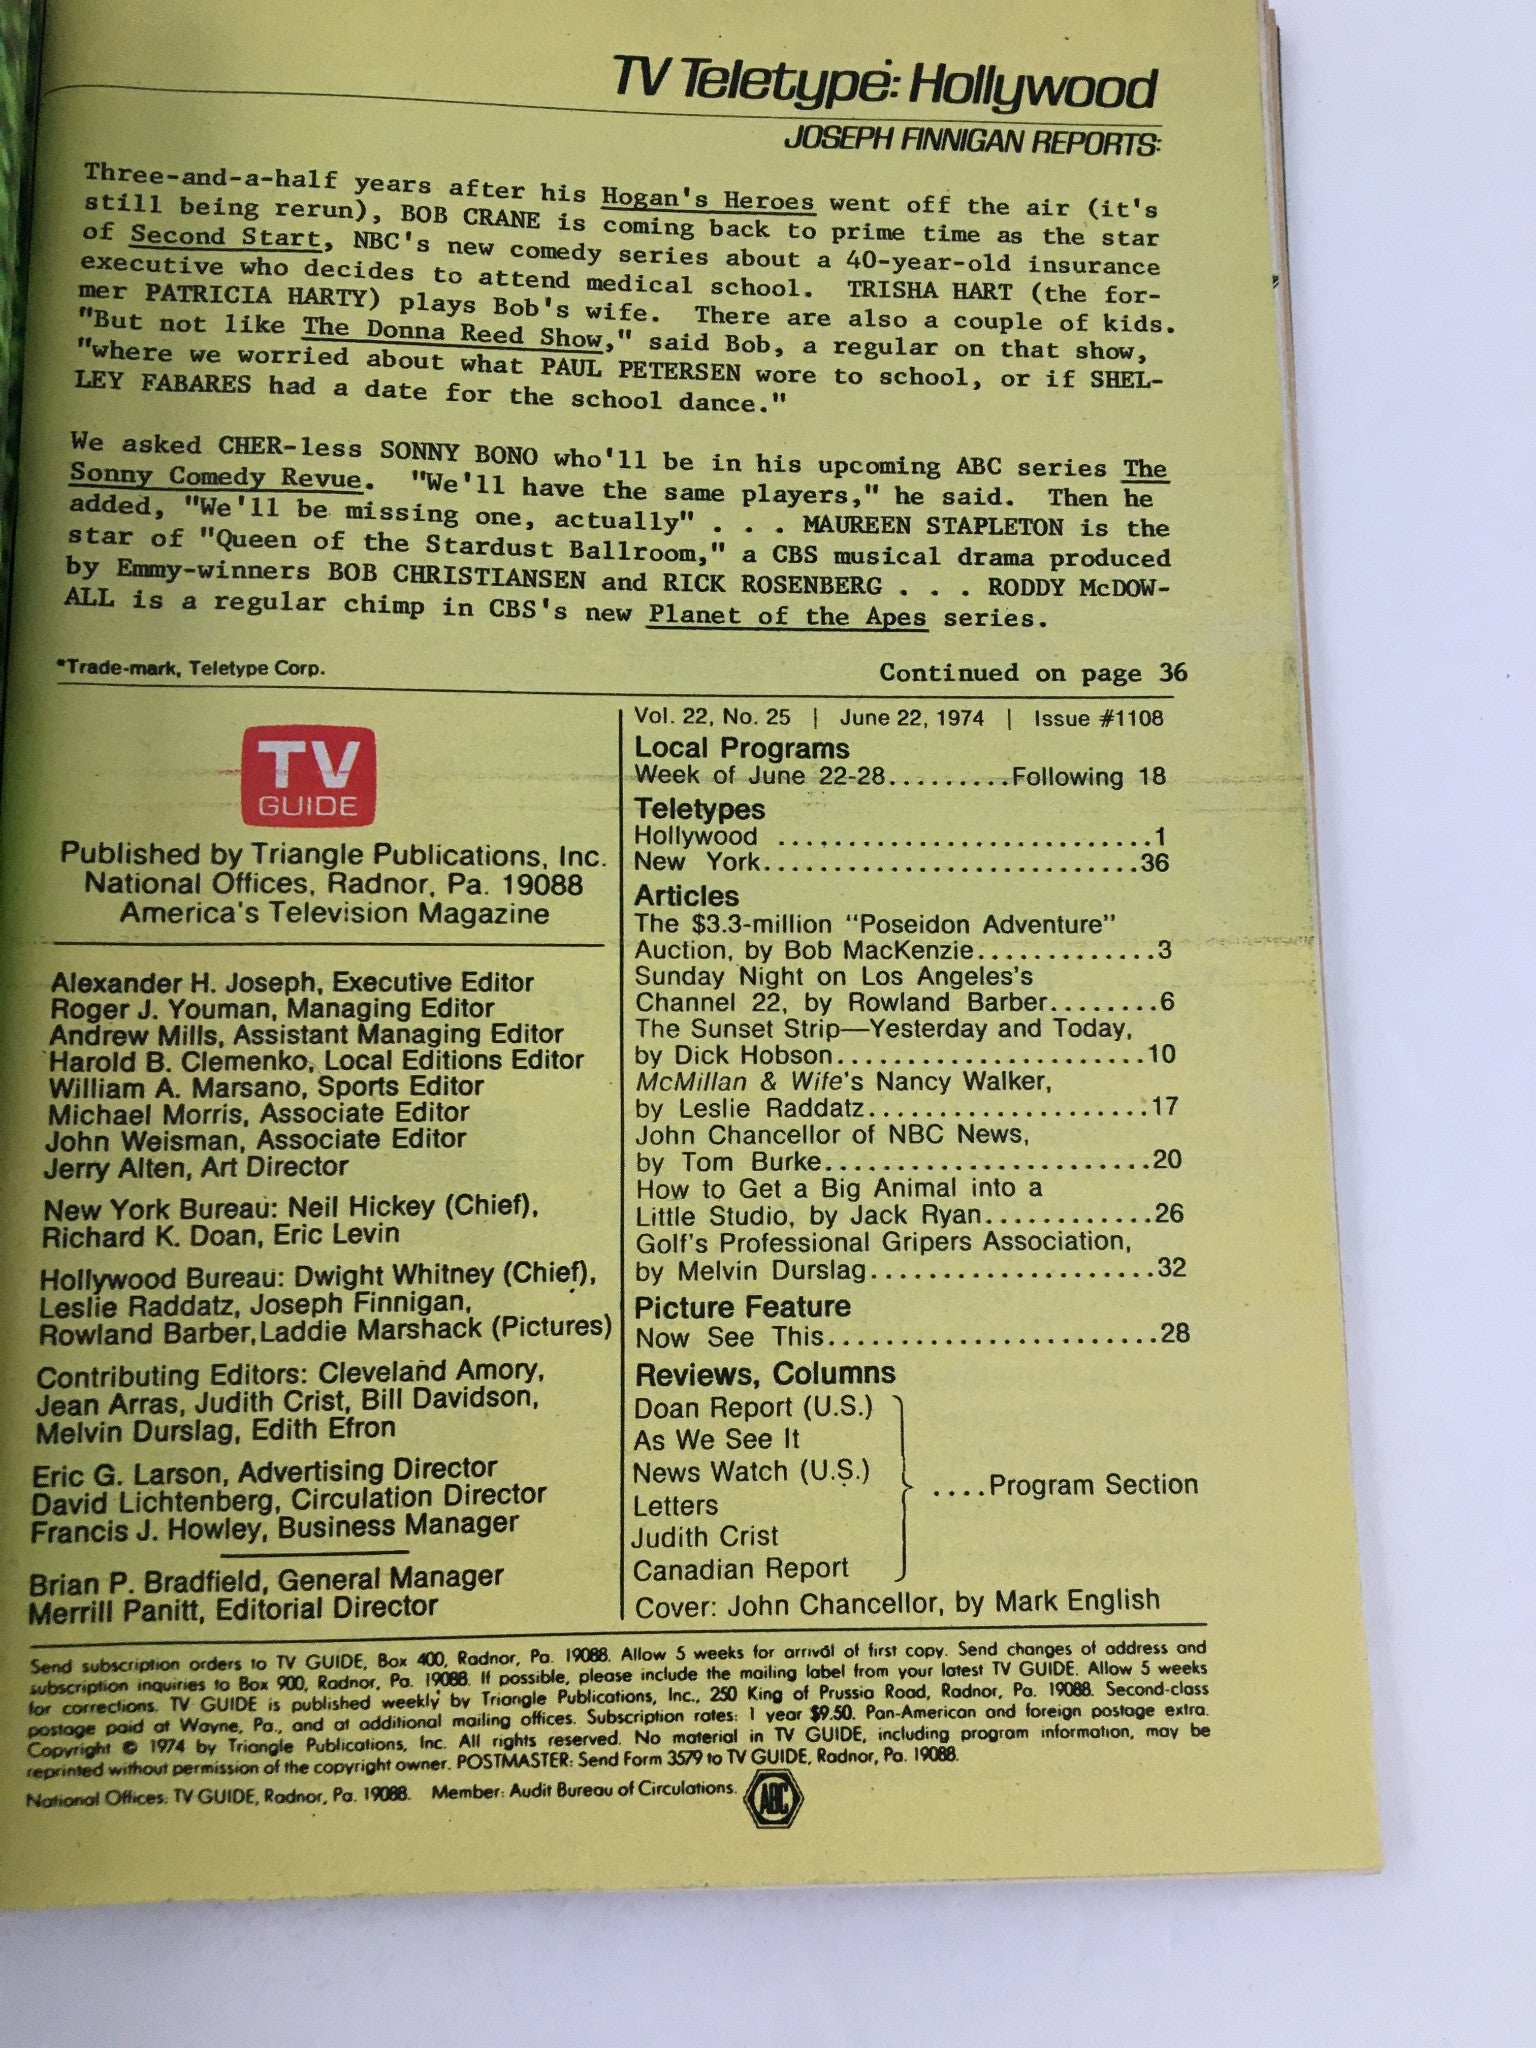 TV Teletype: Hollywood
JOSEPH FINNIGAN REPORTS:
Three-and-a-half years after his Hogan's Heroes went off the air (it's
still being rerun), BOB CRANE is coming back to prime time as the star
of Second Start, NBC's new comedy series about a 40-year-old insurance
executive who decides to attend medical school. TRISHA HART (the for-
mer PATRICIA HARTY) plays Bob's wife. There are also a couple of kids.
"But not like The Donna Reed Show," said Bob, a regular on that show,
"where we worried about what PAUL PETERSEN wore to school, or if SHEL-
LEY FABARES had a date for the school dance."
We asked CHER-less SONNY BONO who'll be in his upcoming ABC series The
Sonny Comedy Revue. "We'll have the same players," he said. Then he
added, "We'll be missing one, actually" . . . MAUREEN STAPLETON is the
star of "Queen of the Stardust Ballroom," a CBS musical drama produced
by Emmy-winners BOB CHRISTIANSEN and RICK ROSENBERG . . . RODDY McDOW-
ALL is a regular chimp in CBS's new Planet of the Apes series.
*Trade-mark, Teletype Corp.
Continued on page 36
TV
GUIDE
Published by Triangle Publications, Inc.
National Offices, Radnor, Pa. 19088
America's Television Magazine
Alexander H. Joseph, Executive Editor
Roger J. Youman, Managing Editor
Andrew Mills, Assistant Managing Editor
Harold B. Clemenko, Local Editions Editor
William A. Marsano, Sports Editor
Michael Morris, Associate Editor
John Weisman, Associate Editor
Jerry Alten, Art Director
New York Bureau: Neil Hickey (Chief),
Richard K. Doan, Eric Levin
Hollywood Bureau: Dwight Whitney (Chief),
Leslie Raddatz, Joseph Finnigan,
Rowland Barber, Laddie Marshack (Pictures)
Contributing Editors: Cleveland Amory,
Jean Arras, Judith Crist, Bill Davidson,
Melvin Durslag, Edith Efron
Eric G. Larson, Advertising Director
David Lichtenberg, Circulation Director
Francis J. Howley, Business Manager
Brian P. Bradfield, General Manager
Merrill Panitt, Editorial Director
Vol. 22, No. 25 | June 22, 1974 | Issue #1108
Local Programs
Week of June 22-28.........Following 18
Teletypes
Hollywood ...........................1
New York...........................36
Articles
The $3.3-million "Poseidon Adventure"
Auction, by Bob MacKenzie.............3
Sunday Night on Los Angeles's
Channel 22, by Rowland Barber........6
The Sunset Strip—Yesterday and Today,
by Dick Hobson......................10
McMillan & Wife's Nancy Walker,
by Leslie Raddatz....................17
John Chancellor of NBC News,
by Tom Burke.......................20
How to Get a Big Animal into a
Little Studio, by Jack Ryan............26
Golf's Professional Gripers Association,
by Melvin Durslag....................32
Picture Feature
Now See This........................28
Reviews, Columns
Doan Report (U.S.)
As We See It
News Watch (U.S.)
Letters
Judith Crist
Canadian Report
....Program Section
Cover: John Chancellor, by Mark English
Send subscription orders to TV GUIDE, Box 400, Radnor, Pa. 19088. Allow 5 weeks for arrival of first copy. Send changes of address and
subscription inquiries to Box 900, Radnor, Pa. 19088. If possible, please include the mailing label from your latest TV GUIDE. Allow 5 weeks
for corrections. TV GUIDE is published weekly by Triangle Publications, Inc., 250 King of Prussia Road, Radnor, Pa. 19088. Second-class
postage paid at Wayne, Pa., and at additional mailing offices. Subscription rates: 1 year $9.50. Pan-American and foreign postage extra.
Copyright © 1974 by Triangle Publications, Inc. All rights reserved. No material in TV GUIDE, including program information, may be
reprinted without permission of the copyright owner. POSTMASTER: Send Form 3579 to TV GUIDE, Radnor, Pa. 19088.
National Offices: TV GUIDE, Radnor, Pa. 19088. Member: Audit Bureau of Circulations.
ABC